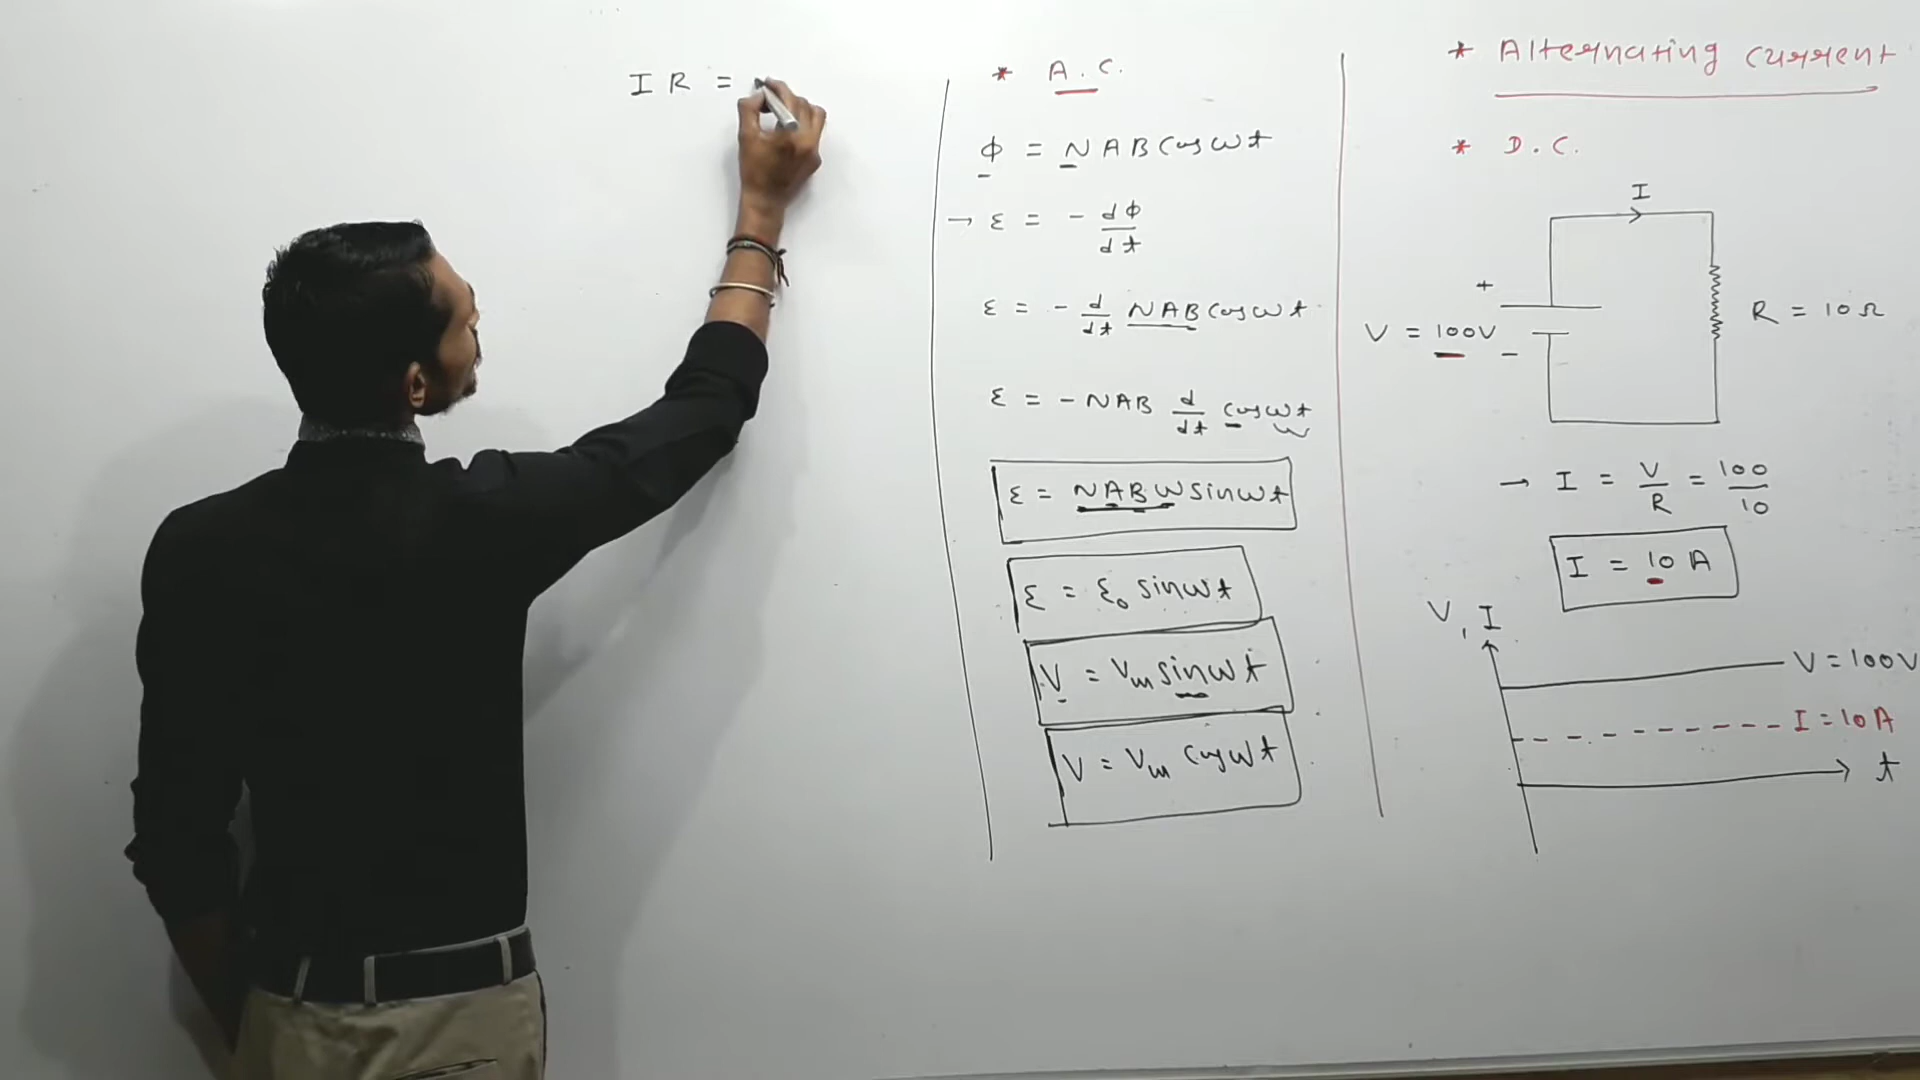 * Alternating current
* D.C.
I
+
V = 100V
-
R = 10Ω
→ I = V/R = 100/10
I = 10 A
V, I
V = 100V
I = 10A
t
* A.C.
ϕ = NAB cosωt
→ ε = - dϕ/dt
ε = - d/dt NAB cosωt
ε = - NAB d/dt cosωt
ε = NABω sinωt
ε = ε₀ sinωt
V = Vm sinωt
V = Vm cosωt
I R =